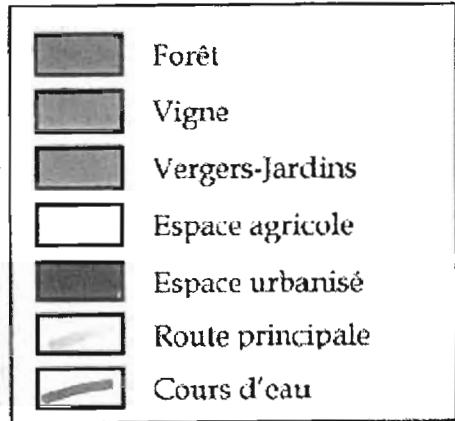 Forêt
Vigne
Vergers-Jardins
Espace agricole
Espace urbanisé
Route principale
Cours d'eau